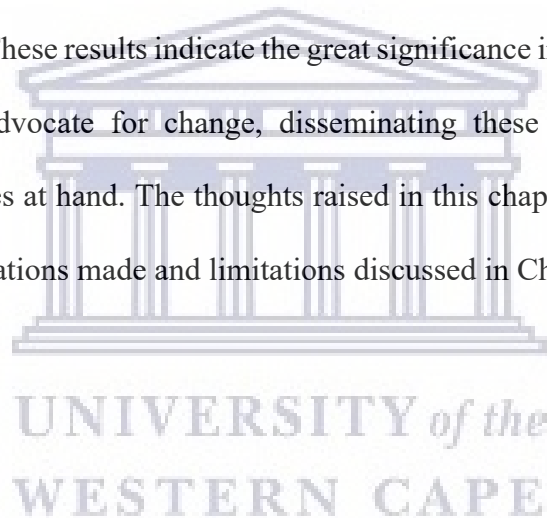 These results indicate the great significance i
dvocate for change, disseminating these
es at hand. The thoughts raised in this chap
ations made and limitations discussed in Ch
UNIVERSITY of the
WESTERN CAPE